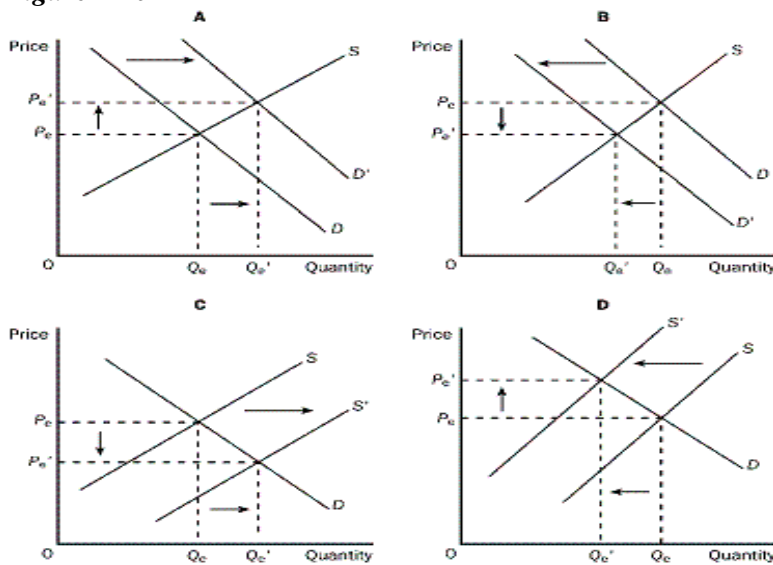 A
Price
S
Pe'
Pe
D'
D
O
Qe
Qe'
Quantity
B
Price
S
Pe
Pe'
D
D'
O
Qe'
Qe
Quantity
C
Price
S
S'
Pe
Pe'
D
O
Qe
Qe'
Quantity
D
Price
S'
S
Pe'
Pe
D
O
Qe'
Qe
Quantity